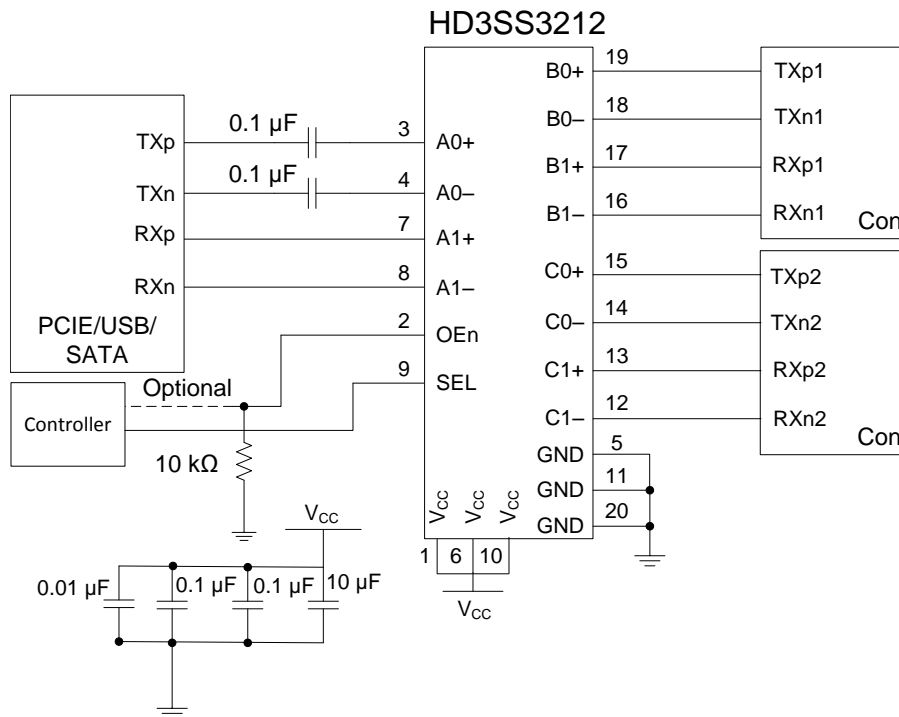 HD3SS3212
TXp
TXn
RXp
RXn
PCIE/USB/
SATA
0.1 µF
0.1 µF
3
4
7
8
2
9
A0+
A0–
A1+
A1–
OEn
SEL
B0+
B0–
B1+
B1–
C0+
C0–
C1+
C1–
GND
GND
GND
19
18
17
16
15
14
13
12
5
11
20
TXp1
TXn1
RXp1
RXn1
Con
TXp2
TXn2
RXp2
RXn2
Con
Controller
Optional
10 kΩ
VCC
VCC
VCC
1
6
10
VCC
VCC
0.01 µF
0.1 µF
0.1 µF
10 µF